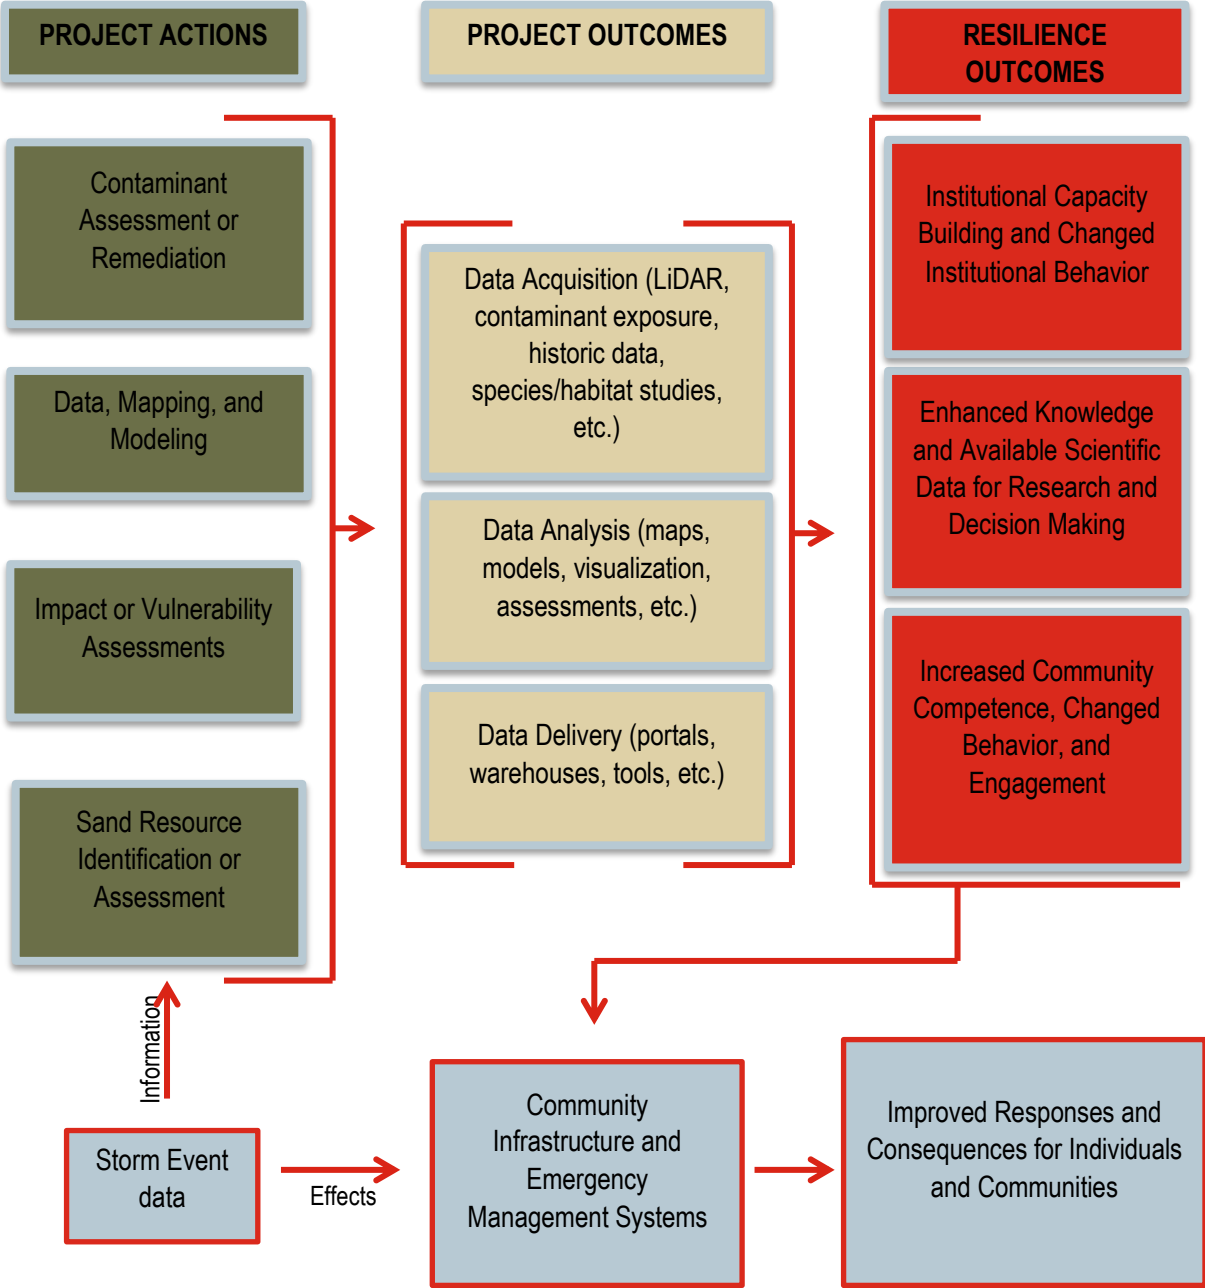 PROJECT ACTIONS
PROJECT OUTCOMES
RESILIENCE
OUTCOMES
Contaminant
Assessment or
Remediation
Data, Mapping, and
Modeling
Impact or Vulnerability
Assessments
Sand Resource
Identification or
Assessment
Data Acquisition (LiDAR,
contaminant exposure,
historic data,
species/habitat studies,
etc.)
Data Analysis (maps,
models, visualization,
assessments, etc.)
Data Delivery (portals,
warehouses, tools, etc.)
Institutional Capacity
Building and Changed
Institutional Behavior
Enhanced Knowledge
and Available Scientific
Data for Research and
Decision Making
Increased Community
Competence, Changed
Behavior, and
Engagement
Information
Storm Event
data
Effects
Community
Infrastructure and
Emergency
Management Systems
Improved Responses and
Consequences for Individuals
and Communities